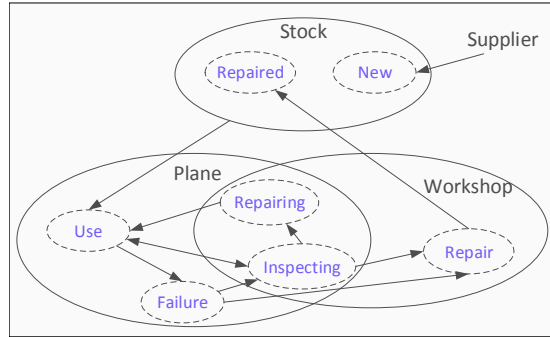 Stock
Supplier
Repaired
New
Plane
Workshop
Repairing
Use
Repair
Inspecting
Failure